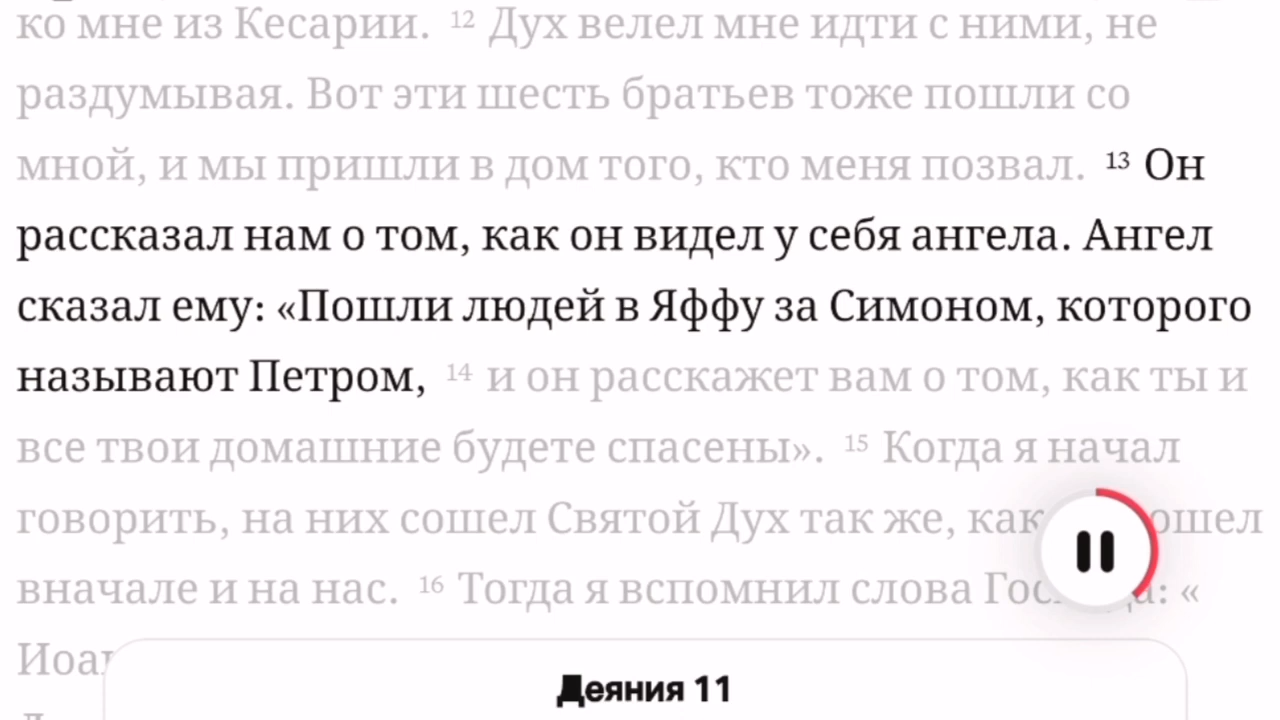 ко мне из Кесарии. 12 Дух велел мне идти с ними, не
раздумывая. Вот эти шесть братьев тоже пошли со
мной, и мы пришли в дом того, кто меня позвал. 13 Он
рассказал нам о том, как он видел у себя ангела. Ангел
сказал ему: «Пошли людей в Яффу за Симоном, которого
называют Петром, 14 и он расскажет вам о том, как ты и
все твои домашние будете спасены». 15 Когда я начал
говорить, на них сошел Святой Дух так же, как
вначале и на нас. 16 Тогда я вспомнил слова «
Деяния 11